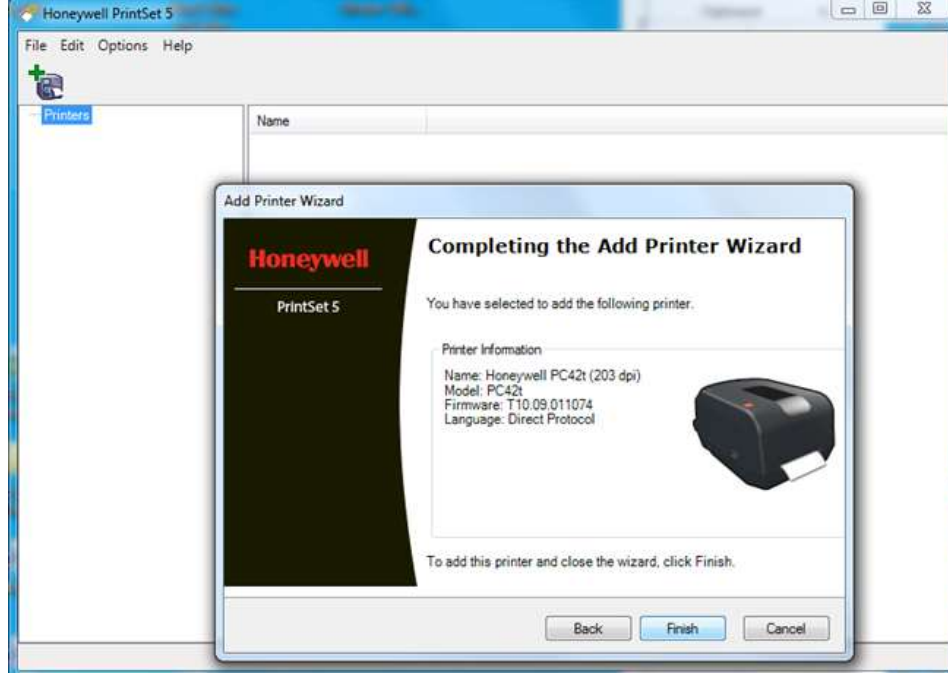 Honeywell PrintSet 5
File Edit Options Help
Printers
Name
Add Printer Wizard
Honeywell
PrintSet 5
Completing the Add Printer Wizard
You have selected to add the following printer.
Printer Information
Name: Honeywell PC42t (203 dpi)
Model: PC42t
Firmware: T10.09.011074
Language: Direct Protocol
To add this printer and close the wizard, click Finish.
Back Finish Cancel